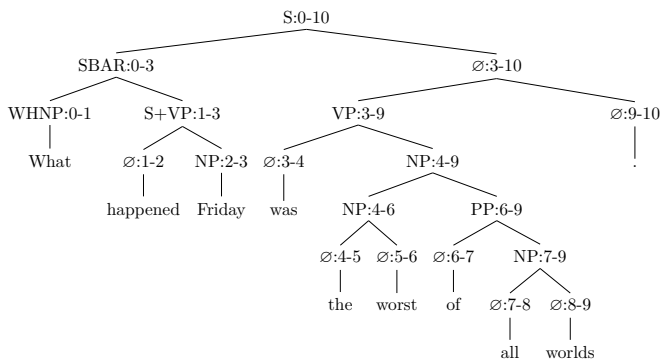 S:0-10
SBAR:0-3 ∅:3-10
WHNP:0-1 S+VP:1-3 VP:3-9 ∅:9-10
What ∅:1-2 NP:2-3 ∅:3-4 NP:4-9 .
happened Friday was NP:4-6 PP:6-9
∅:4-5 ∅:5-6 ∅:6-7 NP:7-9
the worst of ∅:7-8 ∅:8-9
all worlds